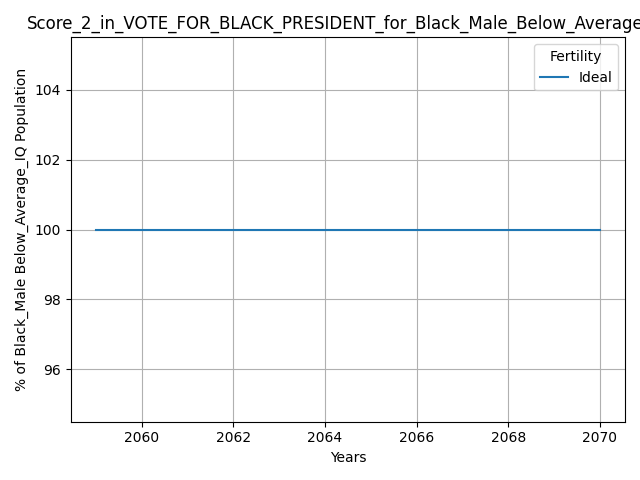 Score_2_in_VOTE_FOR_BLACK_PRESIDENT_for_Black_Male_Below_Average
Fertility
Ideal
% of Black_Male Below_Average_IQ Population
104
102
100
98
96
2060 2062 2064 2066 2068 2070
Years